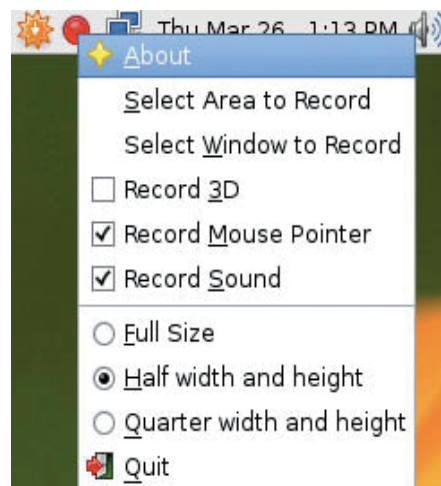 Thu Mar 26 1:13 PM
About
Select Area to Record
Select Window to Record
Record 3D
Record Mouse Pointer
Record Sound
Full Size
Half width and height
Quarter width and height
Quit